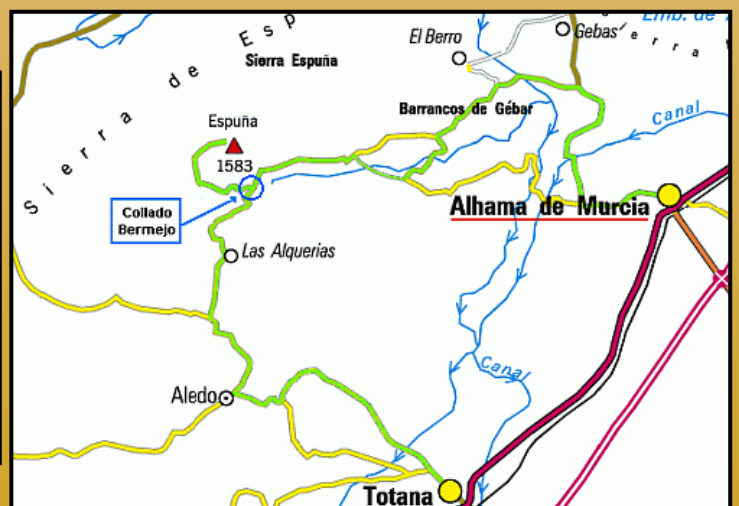 Sierra de Esp
El Berro
Gebas
Emb. de
erra
Sierra Espuña
Barrancos de Gébar
Canal
Espuña
1583
Collado
Bermejo
Alhama de Murcia
Las Alquerias
Canal
Aledo
Totana